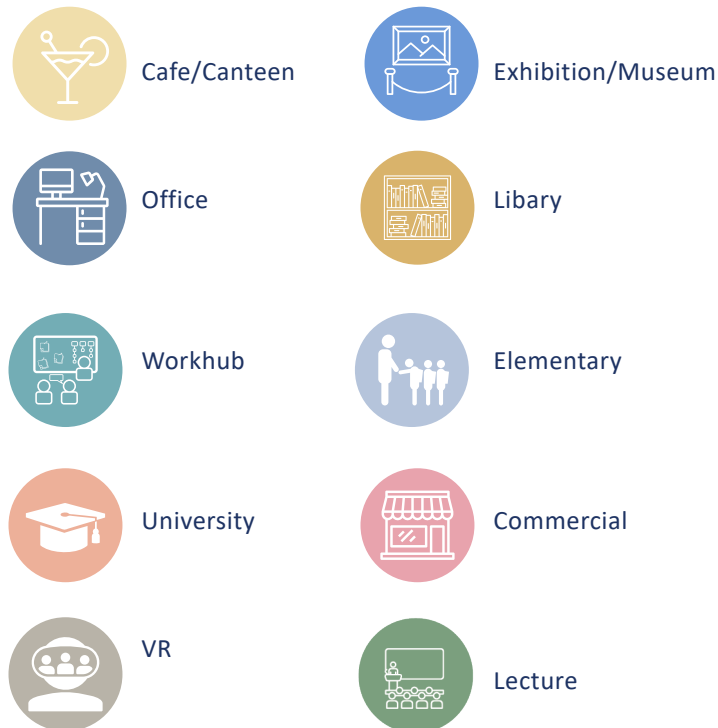 Cafe/Canteen
Exhibition/Museum
Office
Libary
Workhub
Elementary
University
Commercial
VR
Lecture